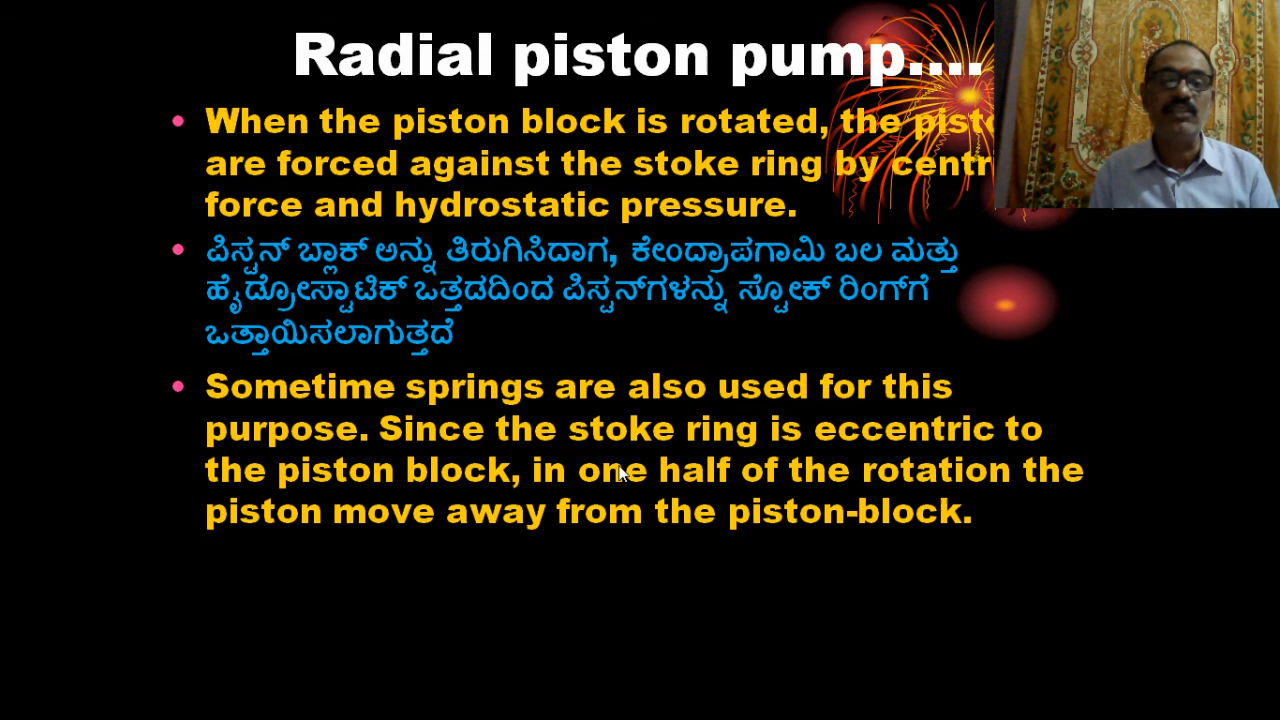 Radial piston pump....
• When the piston block is rotated, the
are forced against the stoke ring by
force and hydrostatic pressure.
• ಪಿಸ್ಟನ್ ಬ್ಲಾಕ್ ಅನ್ನು ತಿರುಗಿಸಿದಾಗ, ಕೇಂದ್ರಾಪಗಾಮಿ ಬಲ ಮತ್ತು
ಹೈಡ್ರೋಸ್ಟಾಟಿಕ್ ಒತ್ತಡದಿಂದ ಪಿಸ್ಟನ್‌ಗಳನ್ನು ಸ್ಟೋಕ್ ರಿಂಗ್‌ಗೆ
ಒತ್ತಾಯಿಸಲಾಗುತ್ತದೆ
• Sometime springs are also used for this
purpose. Since the stoke ring is eccentric to
the piston block, in one half of the rotation the
piston move away from the piston-block.